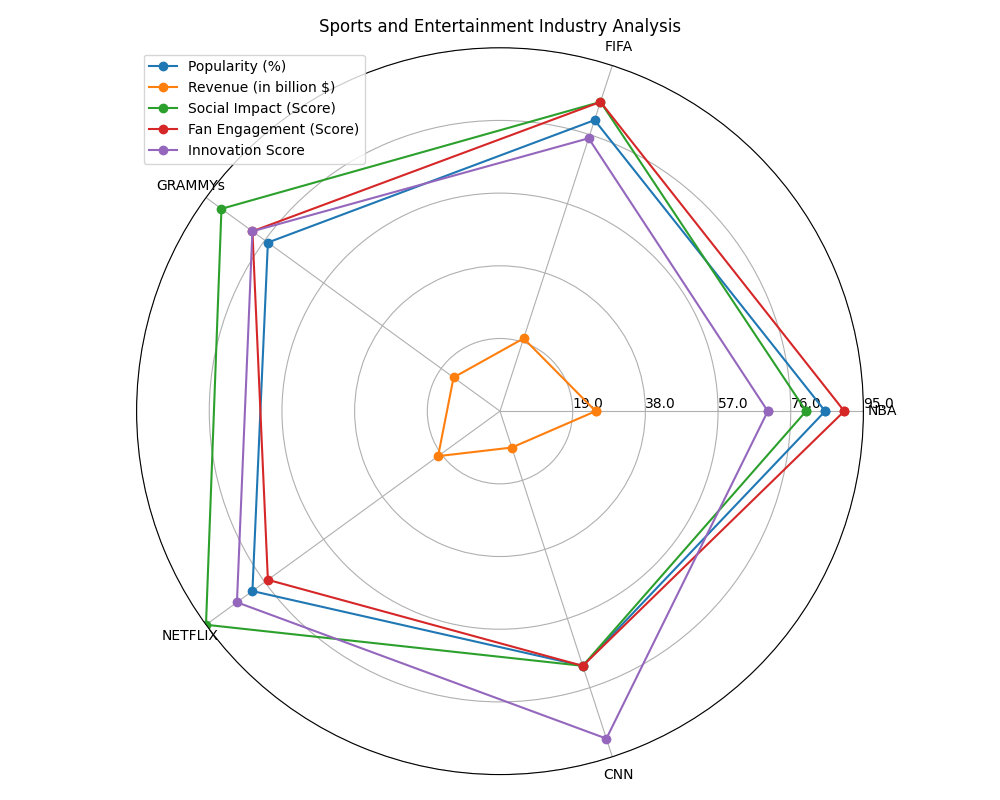 Sports and Entertainment Industry Analysis
FIFA
Popularity (%)
Revenue (in billion $)
Social Impact (Score)
Fan Engagement (Score)
Innovation Score
GRAMMYs
19.0 38.0 57.0 76.0 95.0
NBA
NETFLIX
CNN